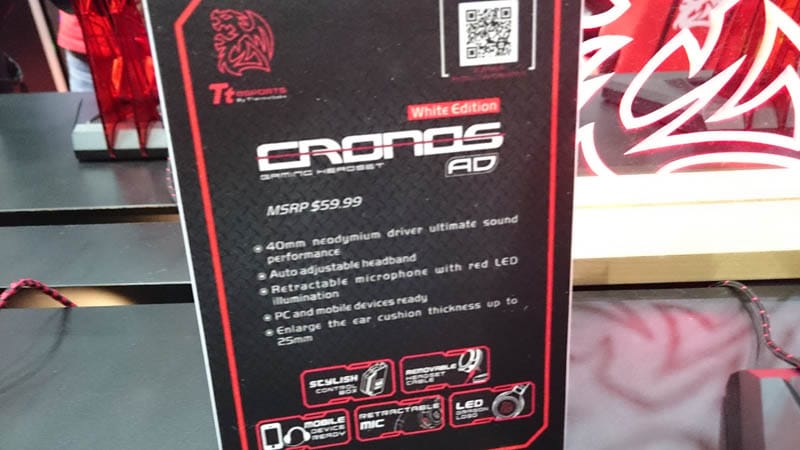 Tt eSPORTS
By Thermaltake
White Edition
CRONOS
GAMING HEADSET
AD
MSRP $59.99
40mm neodymium driver ultimate sound
performance
Auto adjustable headband
Retractable microphone with red LED
illumination
PC and mobile devices ready
Enlarge the ear cushion thickness up to
25mm
STYLISH
CONTROL
BOX
REMOVABLE
HEADSET
CABLE
MOBILE
DEVICE
READY
RETRACTABLE
MIC
LED
DRAGON
LOGO